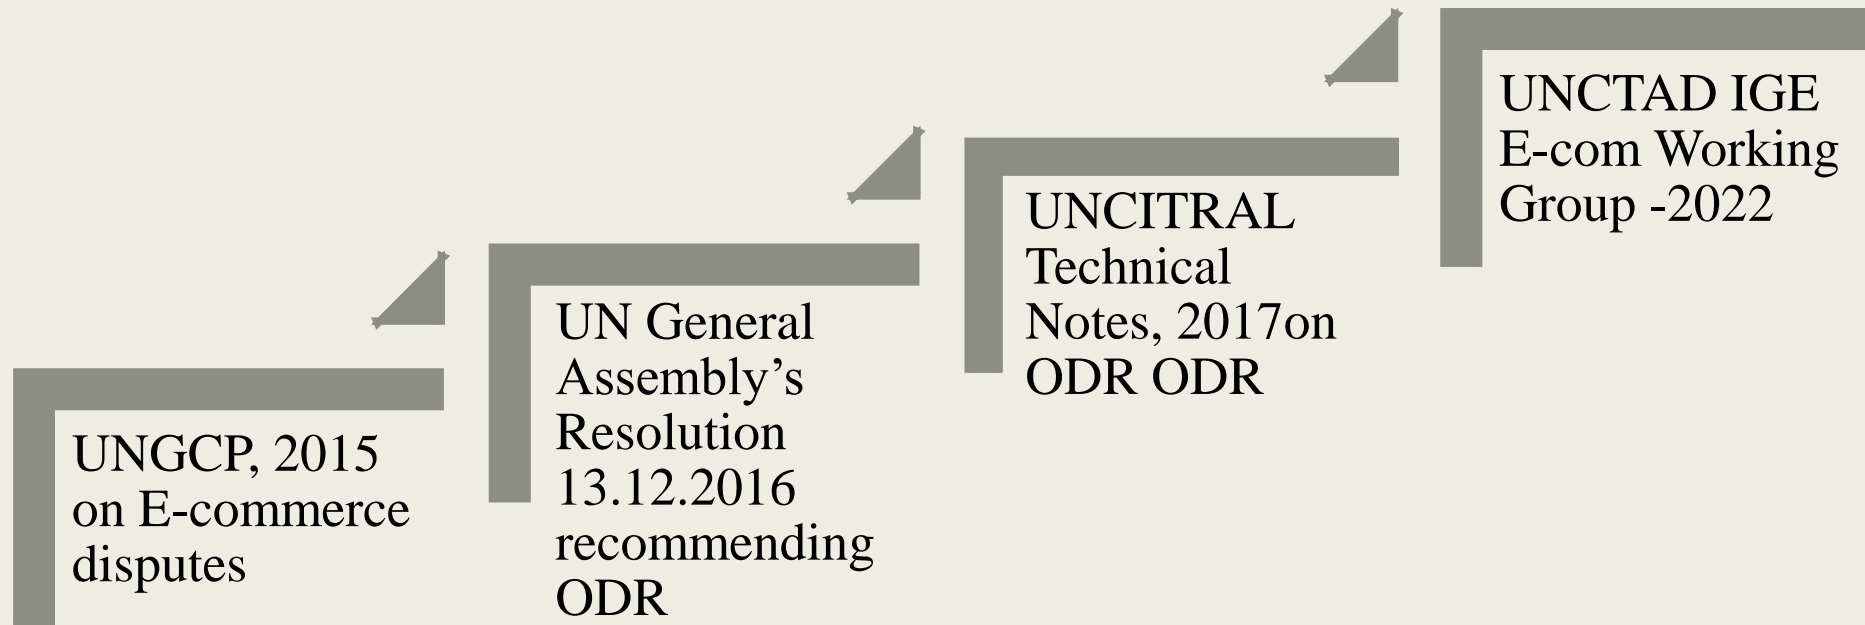 UNGCP, 2015
on E-commerce
disputes
UN General
Assembly’s
Resolution
13.12.2016
recommending
ODR
UNCITRAL
Technical
Notes, 2017on
ODR ODR
UNCTAD IGE
E-com Working
Group -2022